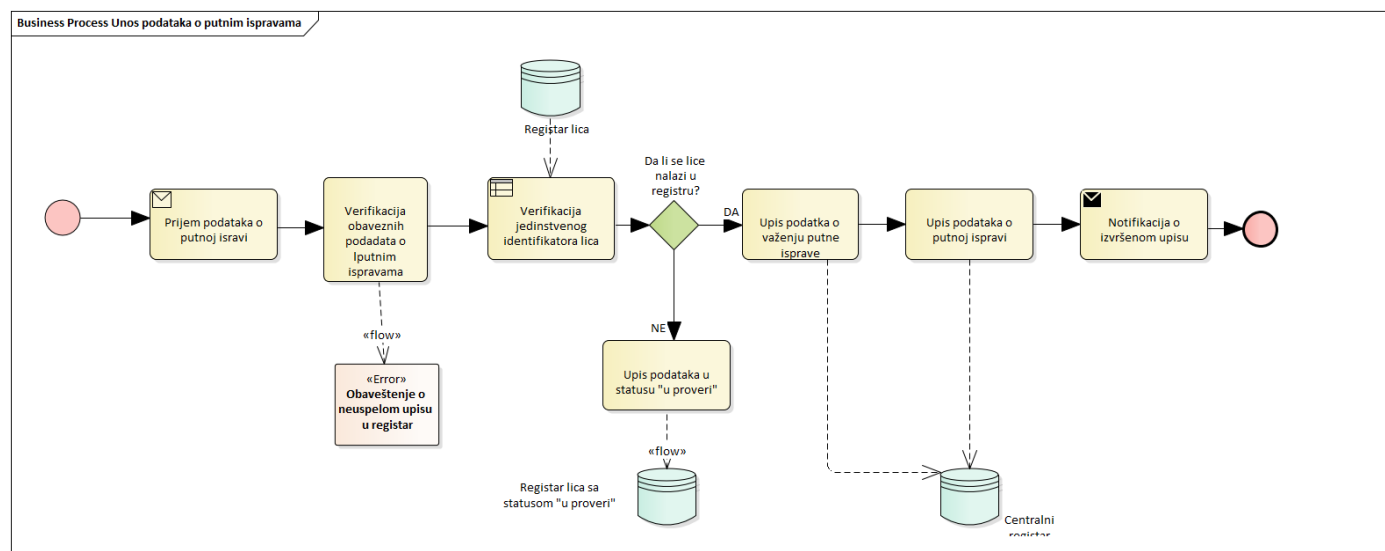 Business Process Unos podataka o putnim ispravama
Registar lica
Da li se lice
nalazi u
registru?
Prijem podataka o
putnoj isravi
Verifikacija
obaveznih
podadata o
lputnim
ispravama
Verifikacija
jedinstvenog
identifikatora lica
DA
Upis podatka o
važenju putne
isprave
Upis podataka o
putnoj ispravi
Notifikacija o
izvršenom upisu
«flow»
NE
«Error»
Obaveštenje o
neuspelom upisu
u registar
Upis podataka u
statusu "u proveri"
«flow»
Registar lica sa
statusom "u proveri"
Centralni
registar